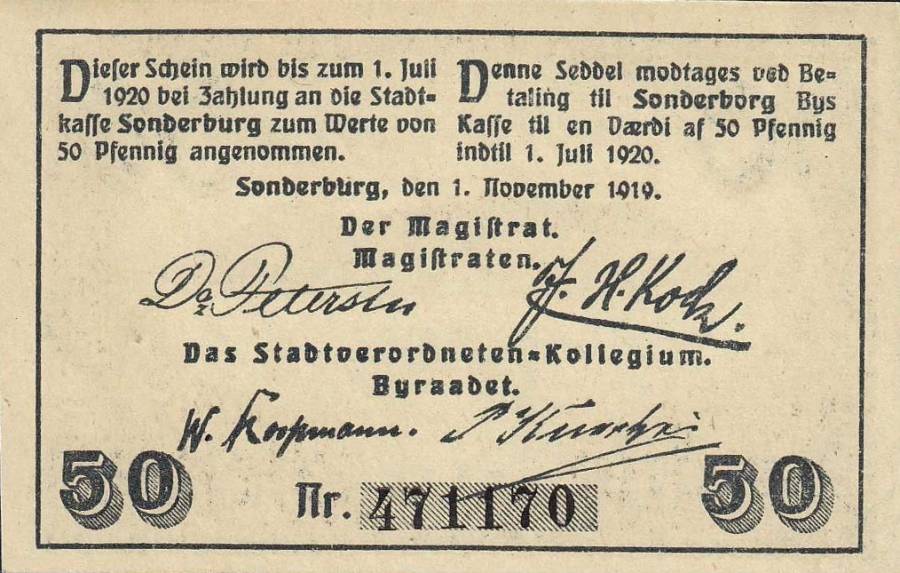 Dieser Schein wird bis zum 1. Juli
1920 bei Zahlung an die Stadt=
kasse Sonderburg zum Werte von
50 Pfennig angenommen.
Denne Seddel modtages ved Be=
taling til Sonderborg Bys
Kasse til en Værdi af 50 Pfennig
indtil 1. Juli 1920.
Sonderburg, den 1. November 1919.
Der Magistrat.
Magistraten.
Petersen
J. H. Koch.
Das Stadtverordneten=Kollegium.
Byraadet.
W. Koopmann.
50
Nr. 471170
50